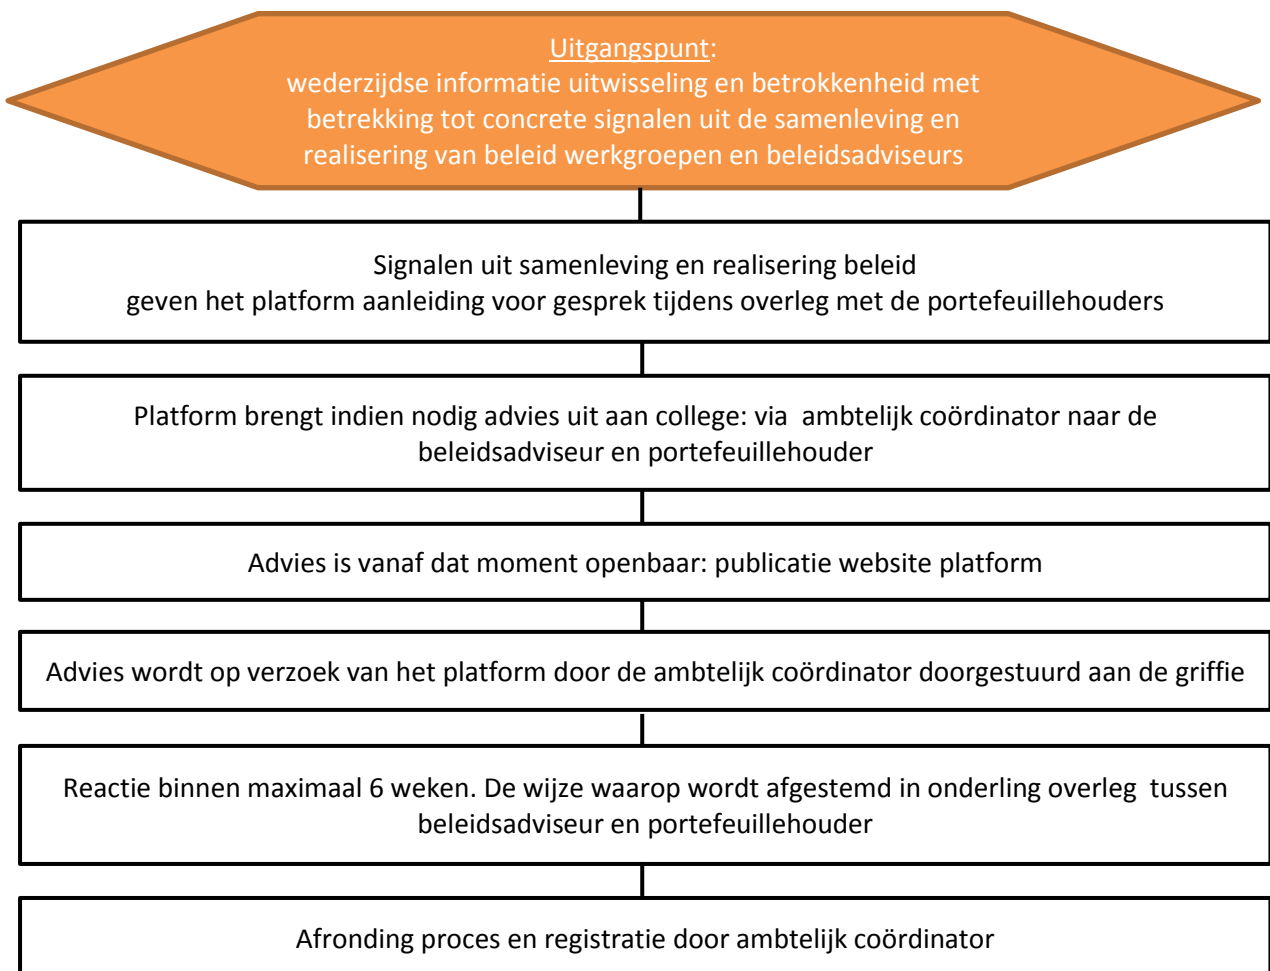 Uitgangspunt:
wederzijdse informatie uitwisseling en betrokkenheid met
betrekking tot concrete signalen uit de samenleving en
realisering van beleid werkgroepen en beleidsadviseurs
Signalen uit samenleving en realisering beleid
geven het platform aanleiding voor gesprek tijdens overleg met de portefeuillehouders
Platform brengt indien nodig advies uit aan college: via  ambtelijk coördinator naar de
beleidsadviseur en portefeuillehouder
Advies is vanaf dat moment openbaar: publicatie website platform
Advies wordt op verzoek van het platform door de ambtelijk coördinator doorgestuurd aan de griffie
Reactie binnen maximaal 6 weken. De wijze waarop wordt afgestemd in onderling overleg  tussen
beleidsadviseur en portefeuillehouder
Afronding proces en registratie door ambtelijk coördinator